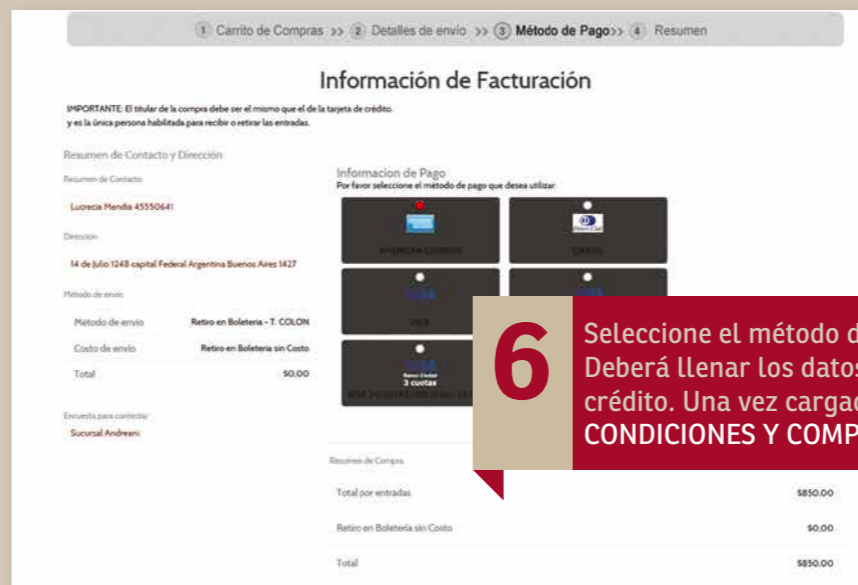 1 Carrito de Compras >> 2 Detalles de envío >> 3 Método de Pago>> 4 Resumen
Información de Facturación
IMPORTANTE: El titular de la compra debe ser el mismo que el de la tarjeta de crédito.
y es la única persona habilitada para recibir o retirar las entradas.
Resumen de Contacto y Dirección
Resumen de Contacto
Lucrecia Mendia 45550641
Dirección
14 de Julio 1248 capital Federal Argentina Buenos Aires 1427
Método de envío
Método de envío Retiro en Boletería - T. COLON
Costo de envío Retiro en Boletería sin Costo
Total $0,00
Encuesta para contestar
Sucursal Andreani
Informacion de Pago
Por favor seleccione el método de pago que desea utilizar:
AMERICAN EXPRESS
DINERS
VISA
VISA
Banco Ciudad
3 cuotas
6
Seleccione el método d
Deberá llenar los datos
crédito. Una vez cargad
CONDICIONES Y COMP
Resumen de Compra
Total por entradas $850.00
Retiro en Boletería sin Costo $0.00
Total $850.00